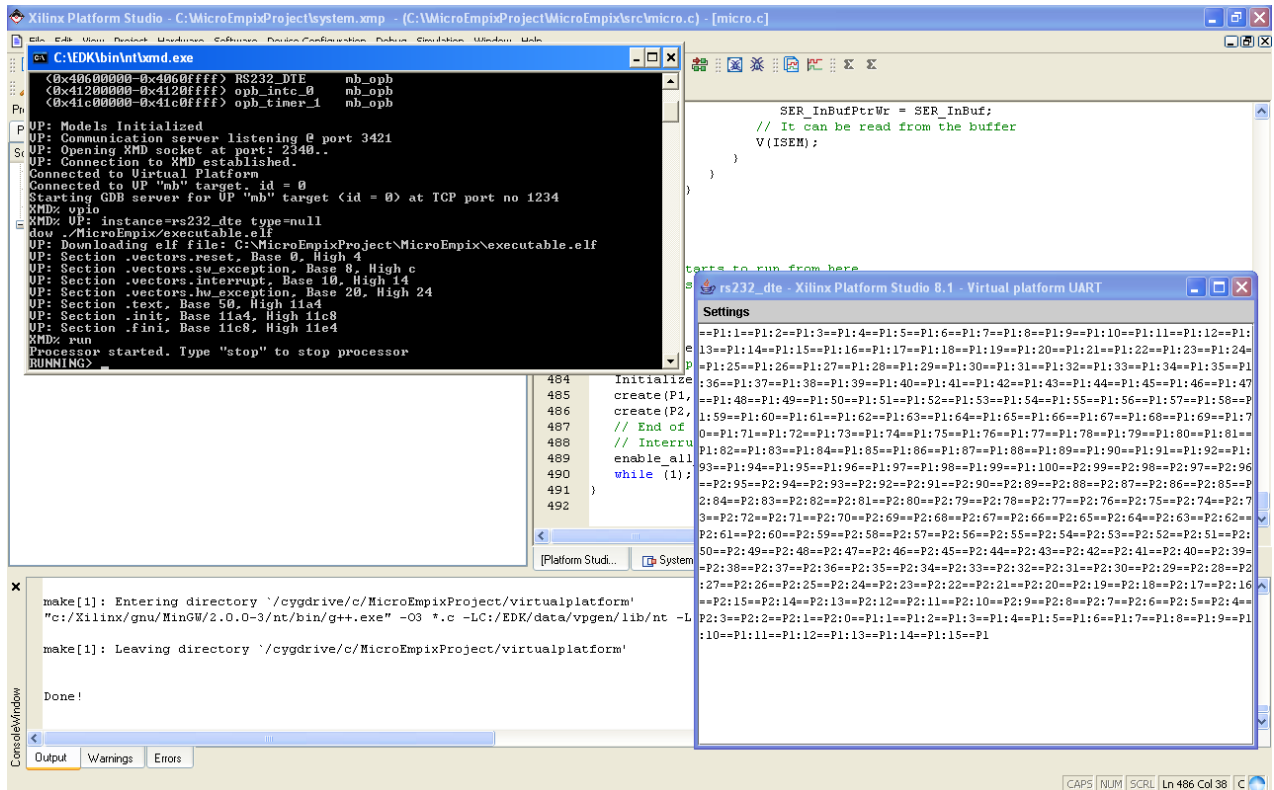 Xilinx Platform Studio - C:\MicroEmpixProject\system.xmp - (C:\MicroEmpixProject\MicroEmpix\src\micro.c) - [micro.c]
File Edit View Project Hardware Software Device Configuration Debug Simulation Window Help
C:\EDK\bin\nt\xmd.exe
(0x40600000-0x4060ffff) RS232_DTE mb_opb
(0x41200000-0x4120ffff) opb_intc_0 mb_opb
(0x41c00000-0x41c0ffff) opb_timer_1 mb_opb
VP: Models Initialized
VP: Communication server listening @ port 3421
VP: Opening XMD socket at port: 2340..
VP: Connection to XMD established.
Connected to Virtual Platform
Connected to VP "mb" target. id = 0
Starting GDB server for VP "mb" target (id = 0) at TCP port no 1234
XMD% vpio
XMD% VP: instance=rs232_dte type=null
dow ./MicroEmpix/executable.elf
VP: Downloading elf file: C:\MicroEmpixProject\MicroEmpix\executable.elf
VP: Section .vectors.reset, Base 0, High 4
VP: Section .vectors.sw_exception, Base 8, High c
VP: Section .vectors.interrupt, Base 10, High 14
VP: Section .vectors.hw_exception, Base 20, High 24
VP: Section .text, Base 50, High 11a4
VP: Section .init, Base 11a4, High 11c8
VP: Section .fini, Base 11c8, High 11e4
XMD% run
Processor started. Type "stop" to stop processor
RUNNING> _
SER_InBufPtrWr = SER_InBuf;
// It can be read from the buffer
V(ISEM);
}
}
}
tarts to run from here
484 Initialize
485 create(P1,
486 create(P2,
487 // End of
488 // Interru
489 enable_all
490 while (1);
491 }
492
[Platform Studi... System
rs232_dte - Xilinx Platform Studio 8.1 - Virtual platform UART
Settings
==P1:1==P1:2==P1:3==P1:4==P1:5==P1:6==P1:7==P1:8==P1:9==P1:10==P1:11==P1:12==P1:
13==P1:14==P1:15==P1:16==P1:17==P1:18==P1:19==P1:20==P1:21==P1:22==P1:23==P1:24=
=P1:25==P1:26==P1:27==P1:28==P1:29==P1:30==P1:31==P1:32==P1:33==P1:34==P1:35==P1
:36==P1:37==P1:38==P1:39==P1:40==P1:41==P1:42==P1:43==P1:44==P1:45==P1:46==P1:47
==P1:48==P1:49==P1:50==P1:51==P1:52==P1:53==P1:54==P1:55==P1:56==P1:57==P1:58==P
1:59==P1:60==P1:61==P1:62==P1:63==P1:64==P1:65==P1:66==P1:67==P1:68==P1:69==P1:7
0==P1:71==P1:72==P1:73==P1:74==P1:75==P1:76==P1:77==P1:78==P1:79==P1:80==P1:81==
P1:82==P1:83==P1:84==P1:85==P1:86==P1:87==P1:88==P1:89==P1:90==P1:91==P1:92==P1:
93==P1:94==P1:95==P1:96==P1:97==P1:98==P1:99==P1:100==P2:99==P2:98==P2:97==P2:96
==P2:95==P2:94==P2:93==P2:92==P2:91==P2:90==P2:89==P2:88==P2:87==P2:86==P2:85==P
2:84==P2:83==P2:82==P2:81==P2:80==P2:79==P2:78==P2:77==P2:76==P2:75==P2:74==P2:7
3==P2:72==P2:71==P2:70==P2:69==P2:68==P2:67==P2:66==P2:65==P2:64==P2:63==P2:62==
P2:61==P2:60==P2:59==P2:58==P2:57==P2:56==P2:55==P2:54==P2:53==P2:52==P2:51==P2:
50==P2:49==P2:48==P2:47==P2:46==P2:45==P2:44==P2:43==P2:42==P2:41==P2:40==P2:39=
=P2:38==P2:37==P2:36==P2:35==P2:34==P2:33==P2:32==P2:31==P2:30==P2:29==P2:28==P2
:27==P2:26==P2:25==P2:24==P2:23==P2:22==P2:21==P2:20==P2:19==P2:18==P2:17==P2:16
==P2:15==P2:14==P2:13==P2:12==P2:11==P2:10==P2:9==P2:8==P2:7==P2:6==P2:5==P2:4==
P2:3==P2:2==P2:1==P2:0==P1:1==P1:2==P1:3==P1:4==P1:5==P1:6==P1:7==P1:8==P1:9==P1
:10==P1:11==P1:12==P1:13==P1:14==P1:15==P1
make[1]: Entering directory `/cygdrive/c/MicroEmpixProject/virtualplatform'
"c:/Xilinx/gnu/MinGW/2.0.0-3/nt/bin/g++.exe" -O3 *.c -LC:/EDK/data/vpgen/lib/nt -L
make[1]: Leaving directory `/cygdrive/c/MicroEmpixProject/virtualplatform'
Done!
ConsoleWindow
Output Warnings Errors
CAPS NUM SCRL Ln 486 Col 38 C